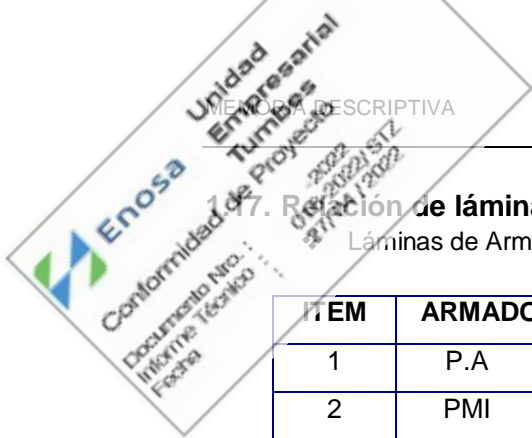 MEMORIA DESCRIPTIVA
Enosa
Unidad
Empresarial
Tumbes
Conformidad de Proyecto
Documento Nro. :
-2022
Informe Técnico :
Fecha :
1.17. Relación de lámina
Láminas de Arm
ITEM ARMADO
1 P.A
2 PMI